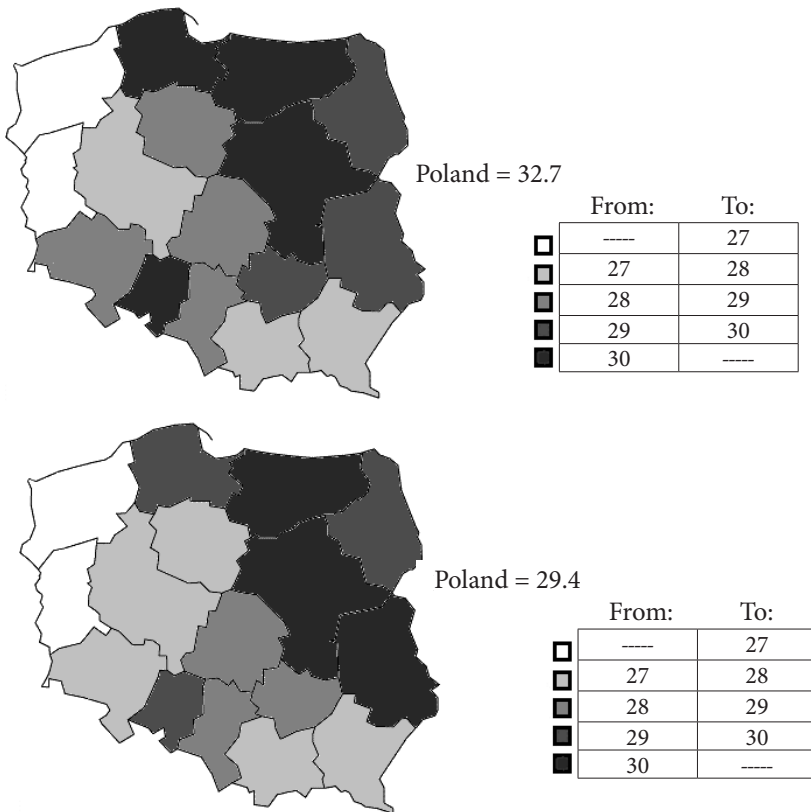 Poland = 32.7
From: To:
----- 27
27 28
28 29
29 30
30 -----
Poland = 29.4
From: To:
----- 27
27 28
28 29
29 30
30 -----